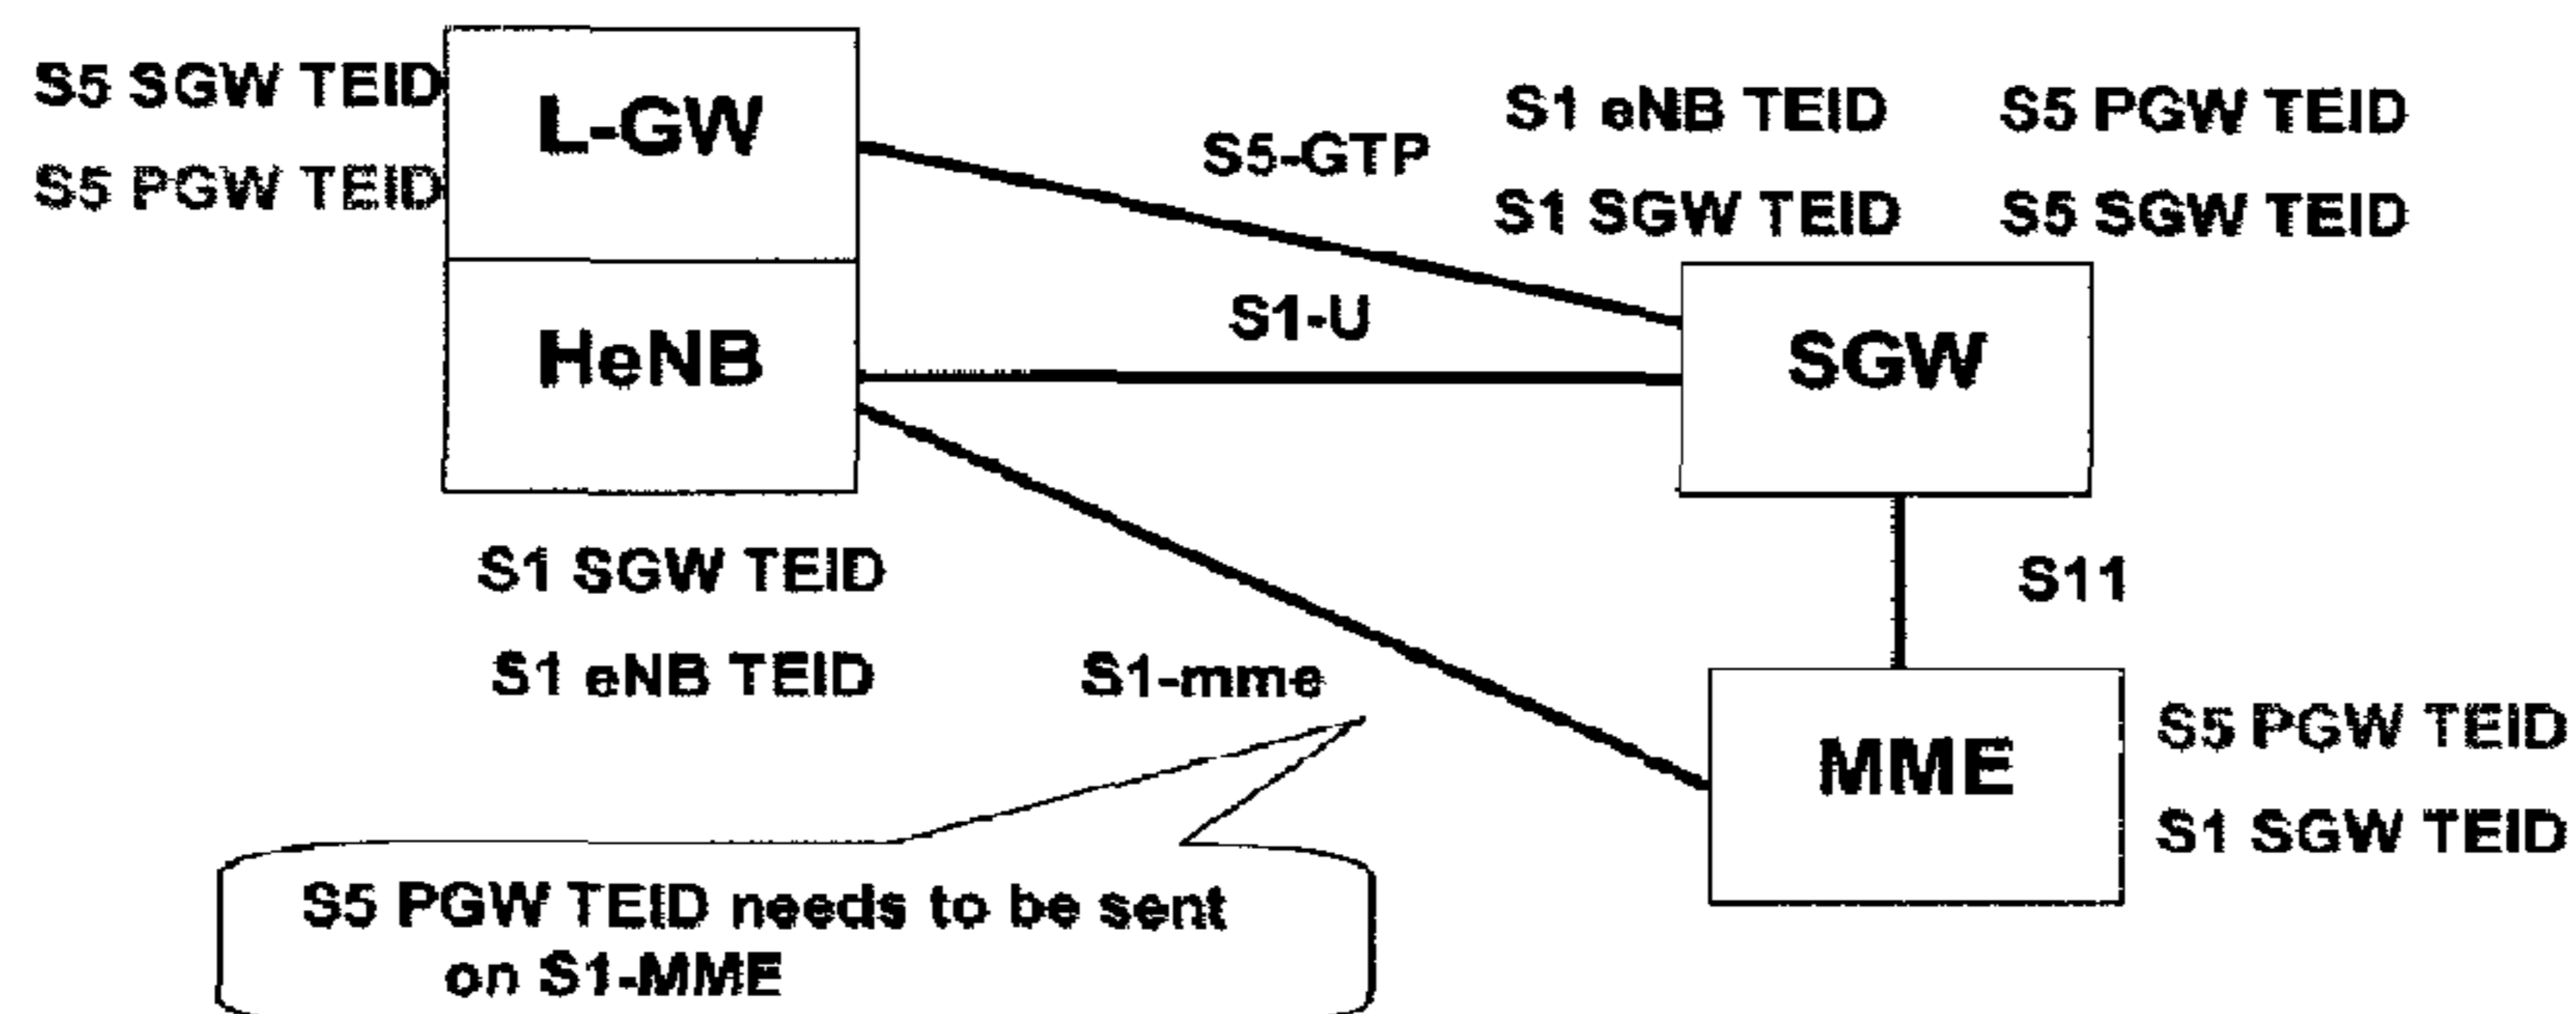 S5 SGW TEID
S5 PGW TEID
L-GW
HeNB
S1 SGW TEID
S1 eNB TEID
S5-GTP
S1-U
S1-mme
S1 eNB TEID
S5 PGW TEID
S1 SGW TEID
S5 SGW TEID
SGW
S11
MME
S5 PGW TEID
S1 SGW TEID
S5 PGW TEID needs to be sent
on S1-MME